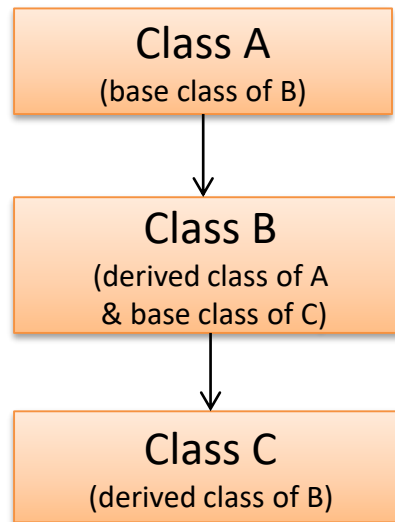 Class A
(base class of B)
Class B
(derived class of A
& base class of C)
Class C
(derived class of B)